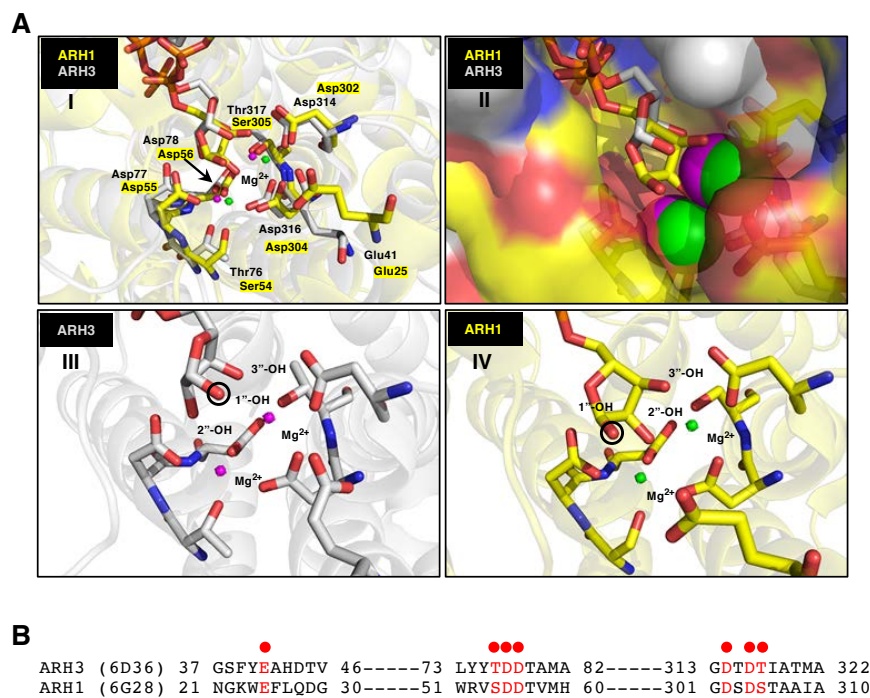 A
ARH1
ARH3
I
Asp302
Asp314
Thr317
Ser305
Asp78
Asp56
Asp77
Asp55
Mg2+
Asp316
Asp304
Glu41
Glu25
Thr76
Ser54
ARH1
ARH3
II
ARH3
III
3”-OH
1”-OH
2”-OH
Mg2+
Mg2+
ARH1
IV
3”-OH
1”-OH
2”-OH
Mg2+
Mg2+
B
ARH3 (6D36) 37 GSFYEAHDTV 46-----73 LYYTDDTAMA 82-----313 GDTDTIATMA 322
ARH1 (6G28) 21 NGKWEFLQDG 30-----51 WRVSDDTVMH 60-----301 GDSDSTAAIA 310